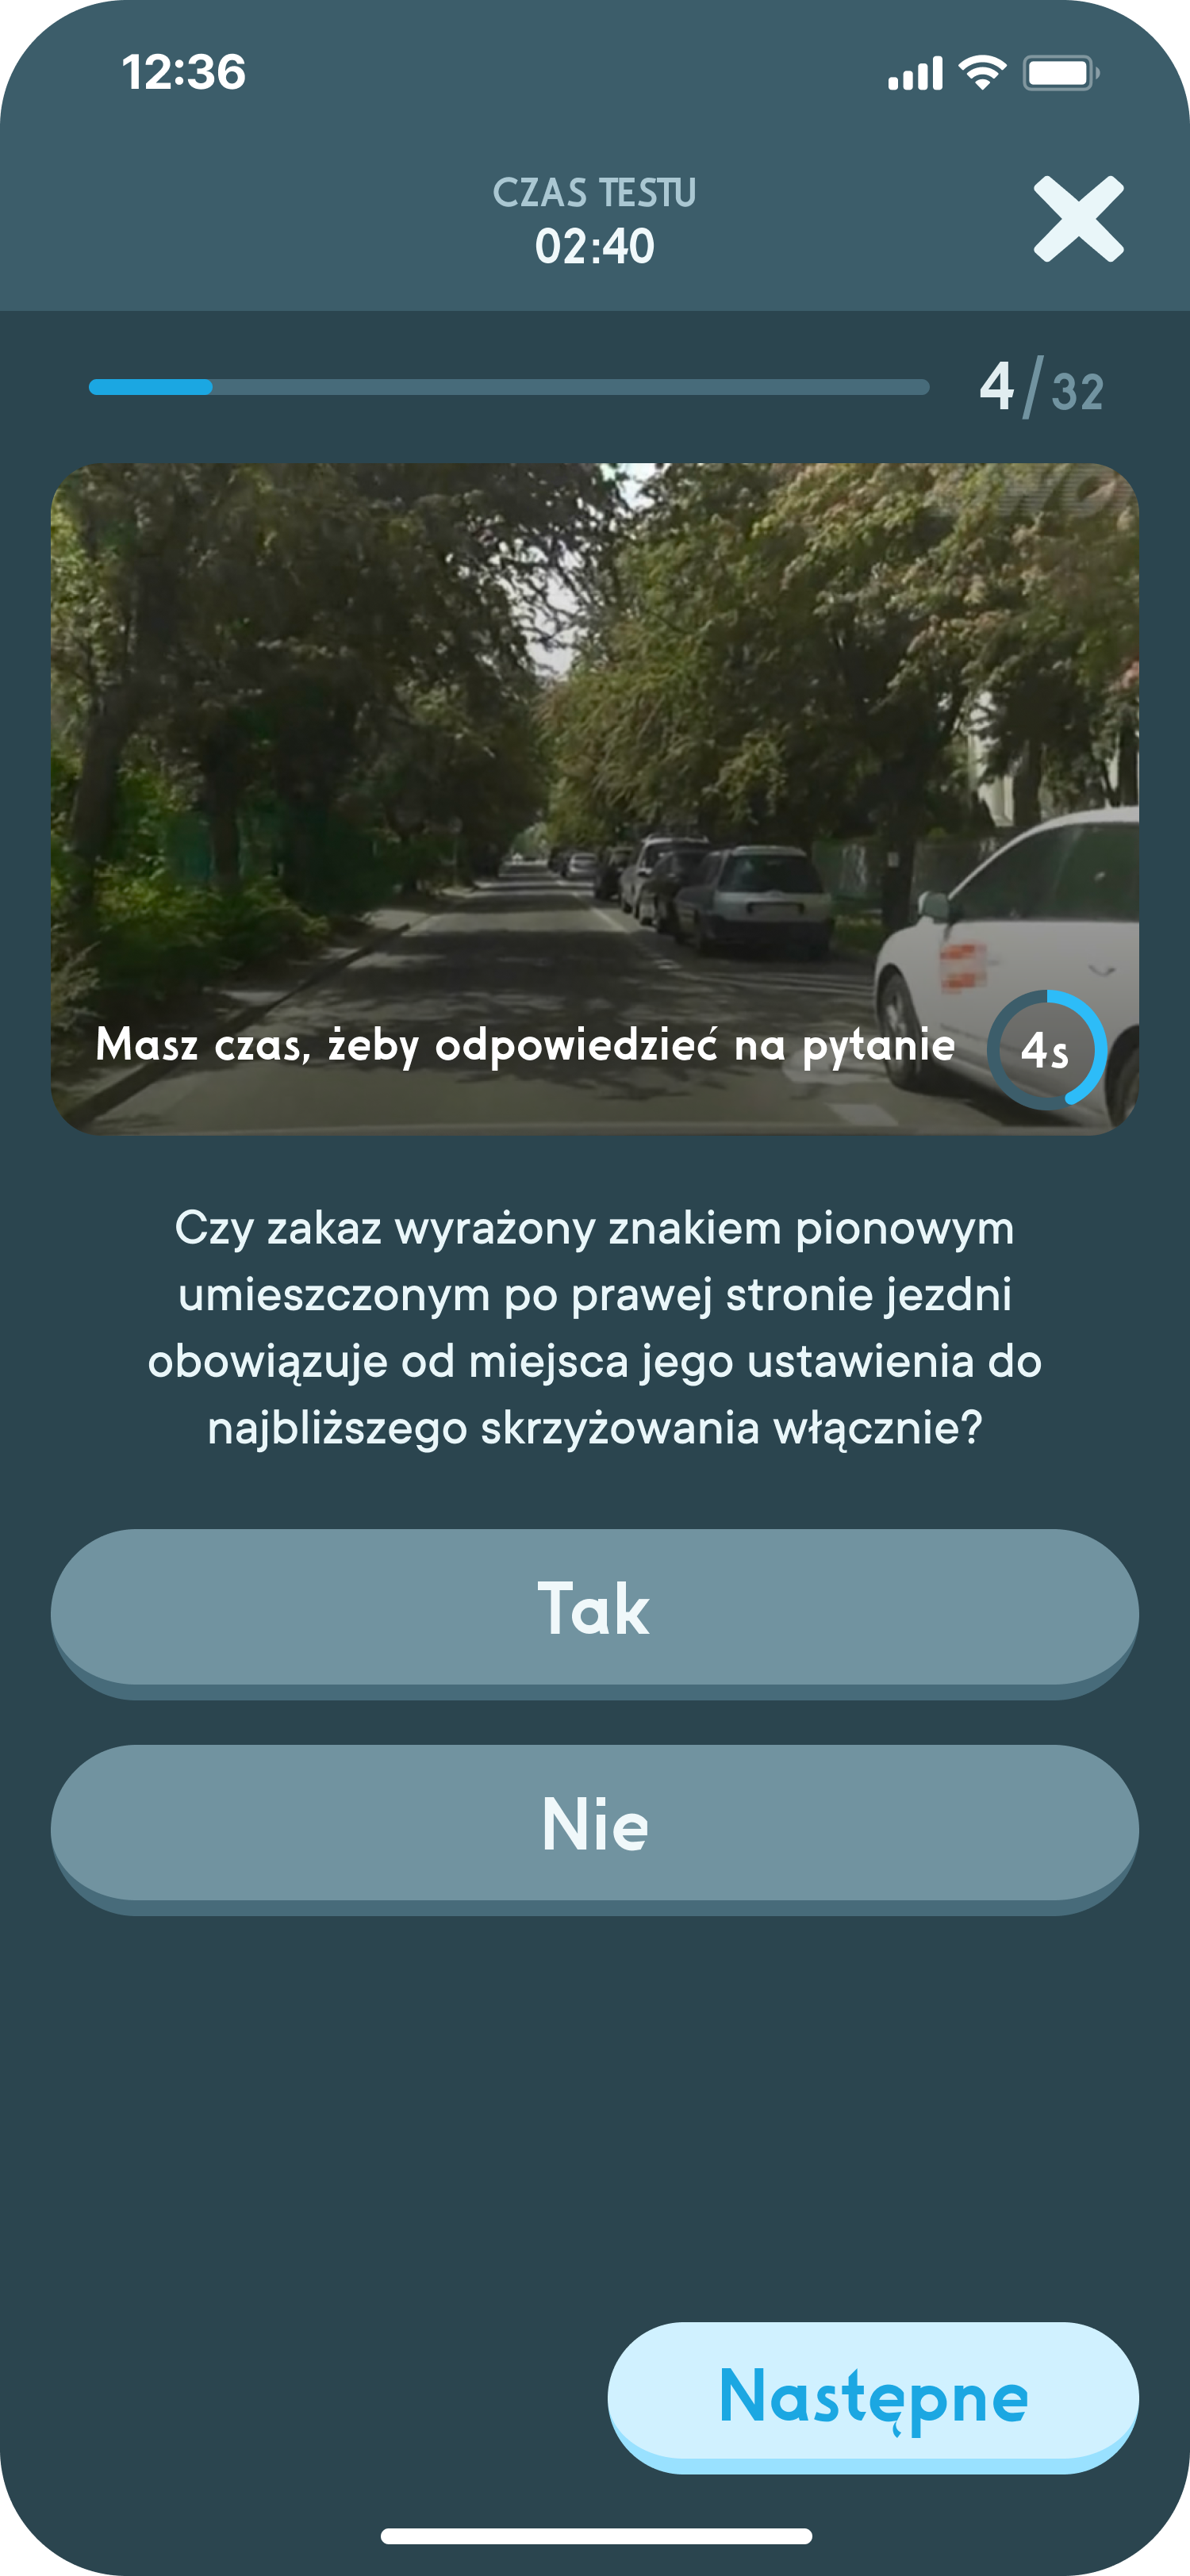 12:36
CZAS TESTU
02:40
4/32
Masz czas, żeby odpowiedzieć na pytanie
4s
Czy zakaz wyrażony znakiem pionowym
umieszczonym po prawej stronie jezdni
obowiązuje od miejsca jego ustawienia do
najbliższego skrzyżowania włącznie?
Tak
Nie
Następne